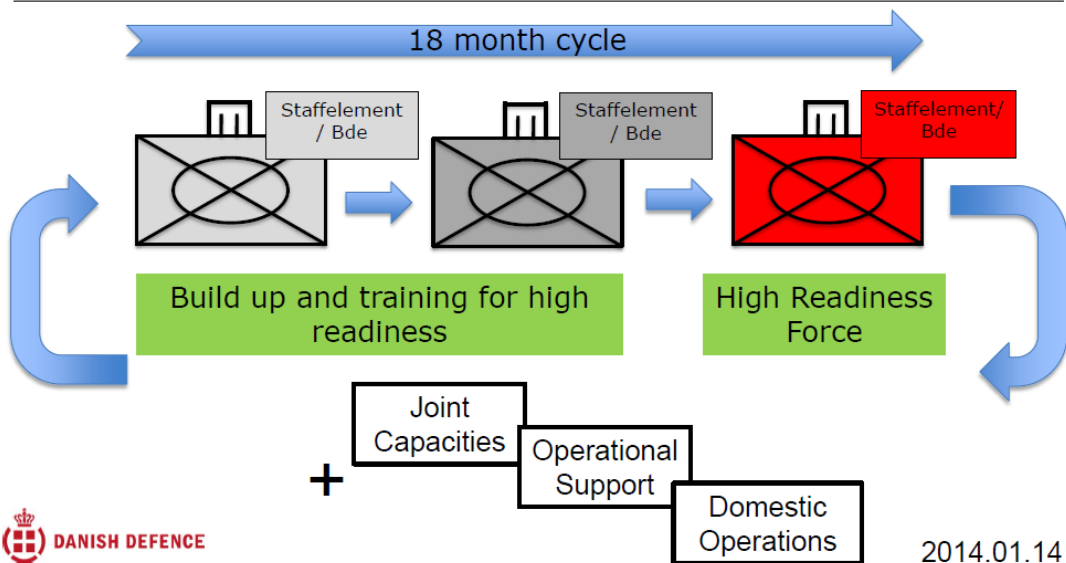 18 month cycle
Staffelement
/ Bde
Staffelement
/ Bde
Staffelement/
Bde
Build up and training for high
readiness
High Readiness
Force
Joint
Capacities
+
Operational
Support
Domestic
Operations
DANISH DEFENCE
2014.01.14